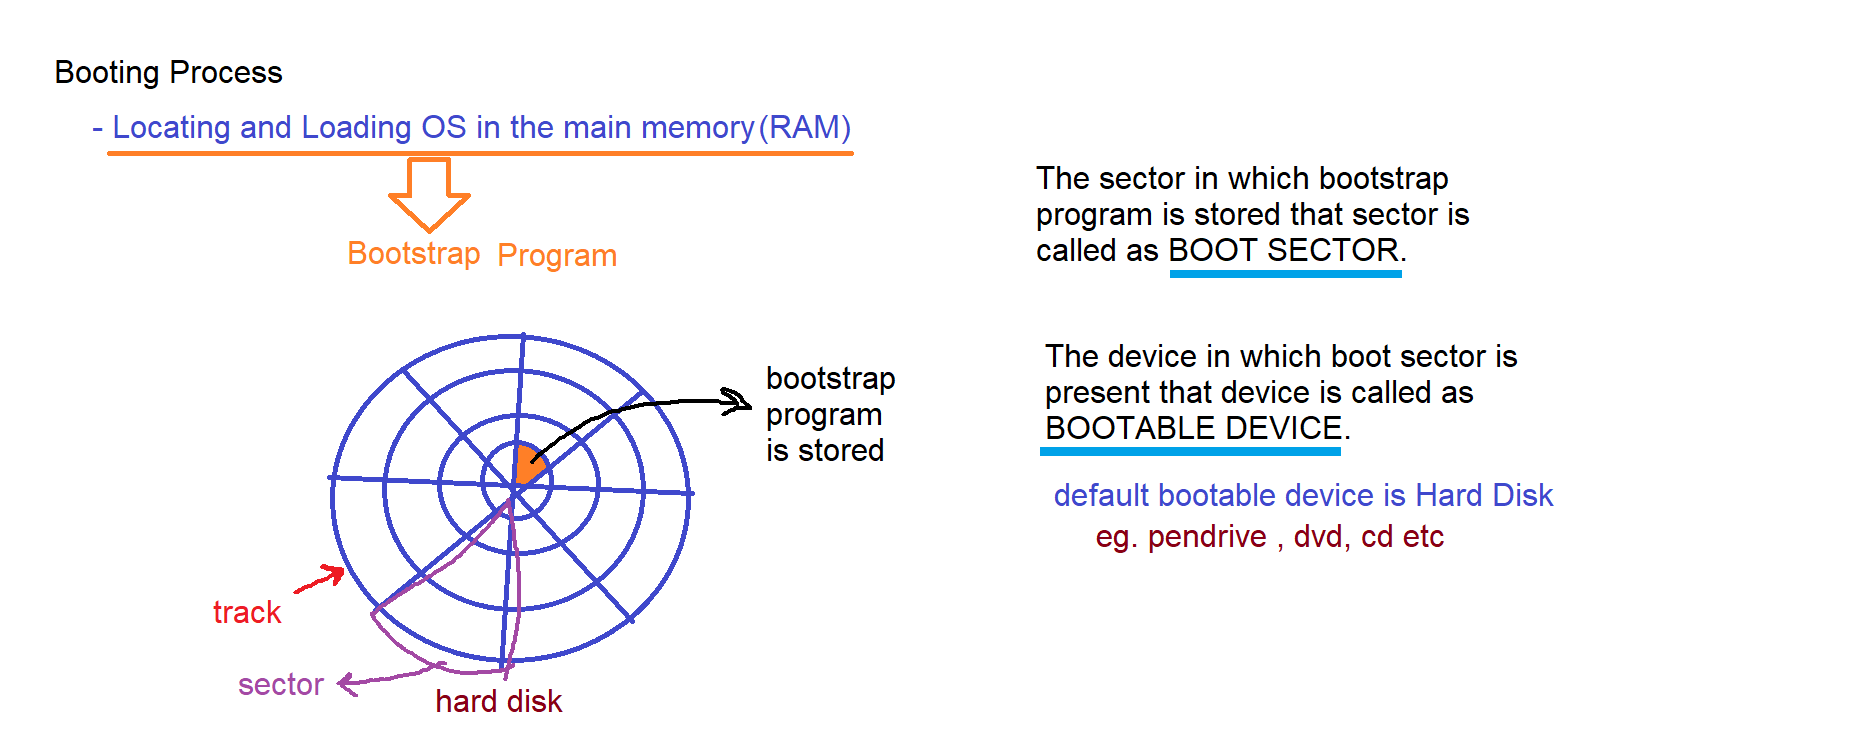 Booting Process
- Locating and Loading OS in the main memory(RAM)
Bootstrap Program
The sector in which bootstrap
program is stored that sector is
called as BOOT SECTOR.
bootstrap
program
is stored
The device in which boot sector is
present that device is called as
BOOTABLE DEVICE.
default bootable device is Hard Disk
eg. pendrive , dvd, cd etc
track
sector
hard disk